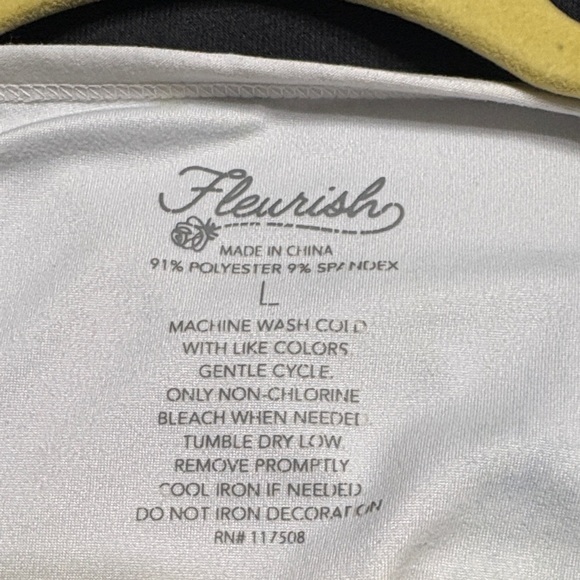 Fleurish
MADE IN CHINA
91% POLYESTER 9% SPANDEX
L
MACHINE WASH COLD
WITH LIKE COLORS.
GENTLE CYCLE.
ONLY NON-CHLORINE
BLEACH WHEN NEEDED.
TUMBLE DRY LOW.
REMOVE PROMPTLY
COOL IRON IF NEEDED
DO NOT IRON DECORATION
RN# 117508